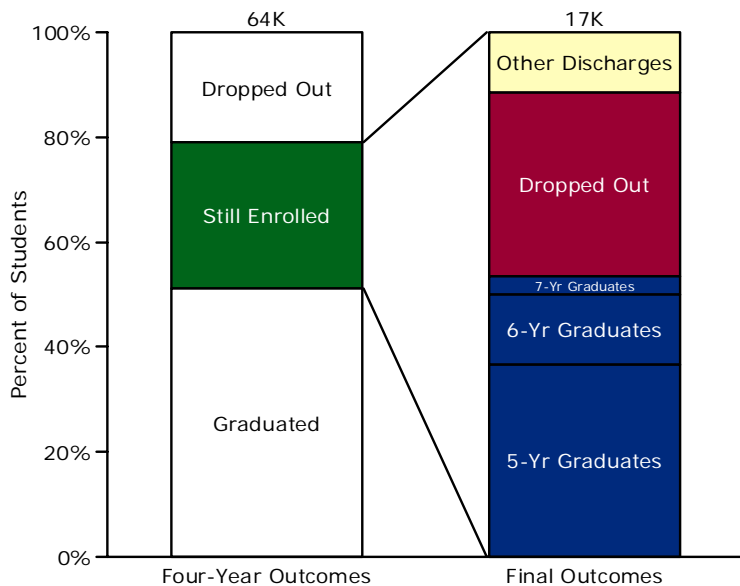 64K
17K
100%
80%
60%
40%
20%
0%
Percent of Students
Dropped Out
Still Enrolled
Graduated
Other Discharges
Dropped Out
7-Yr Graduates
6-Yr Graduates
5-Yr Graduates
Four-Year Outcomes
Final Outcomes